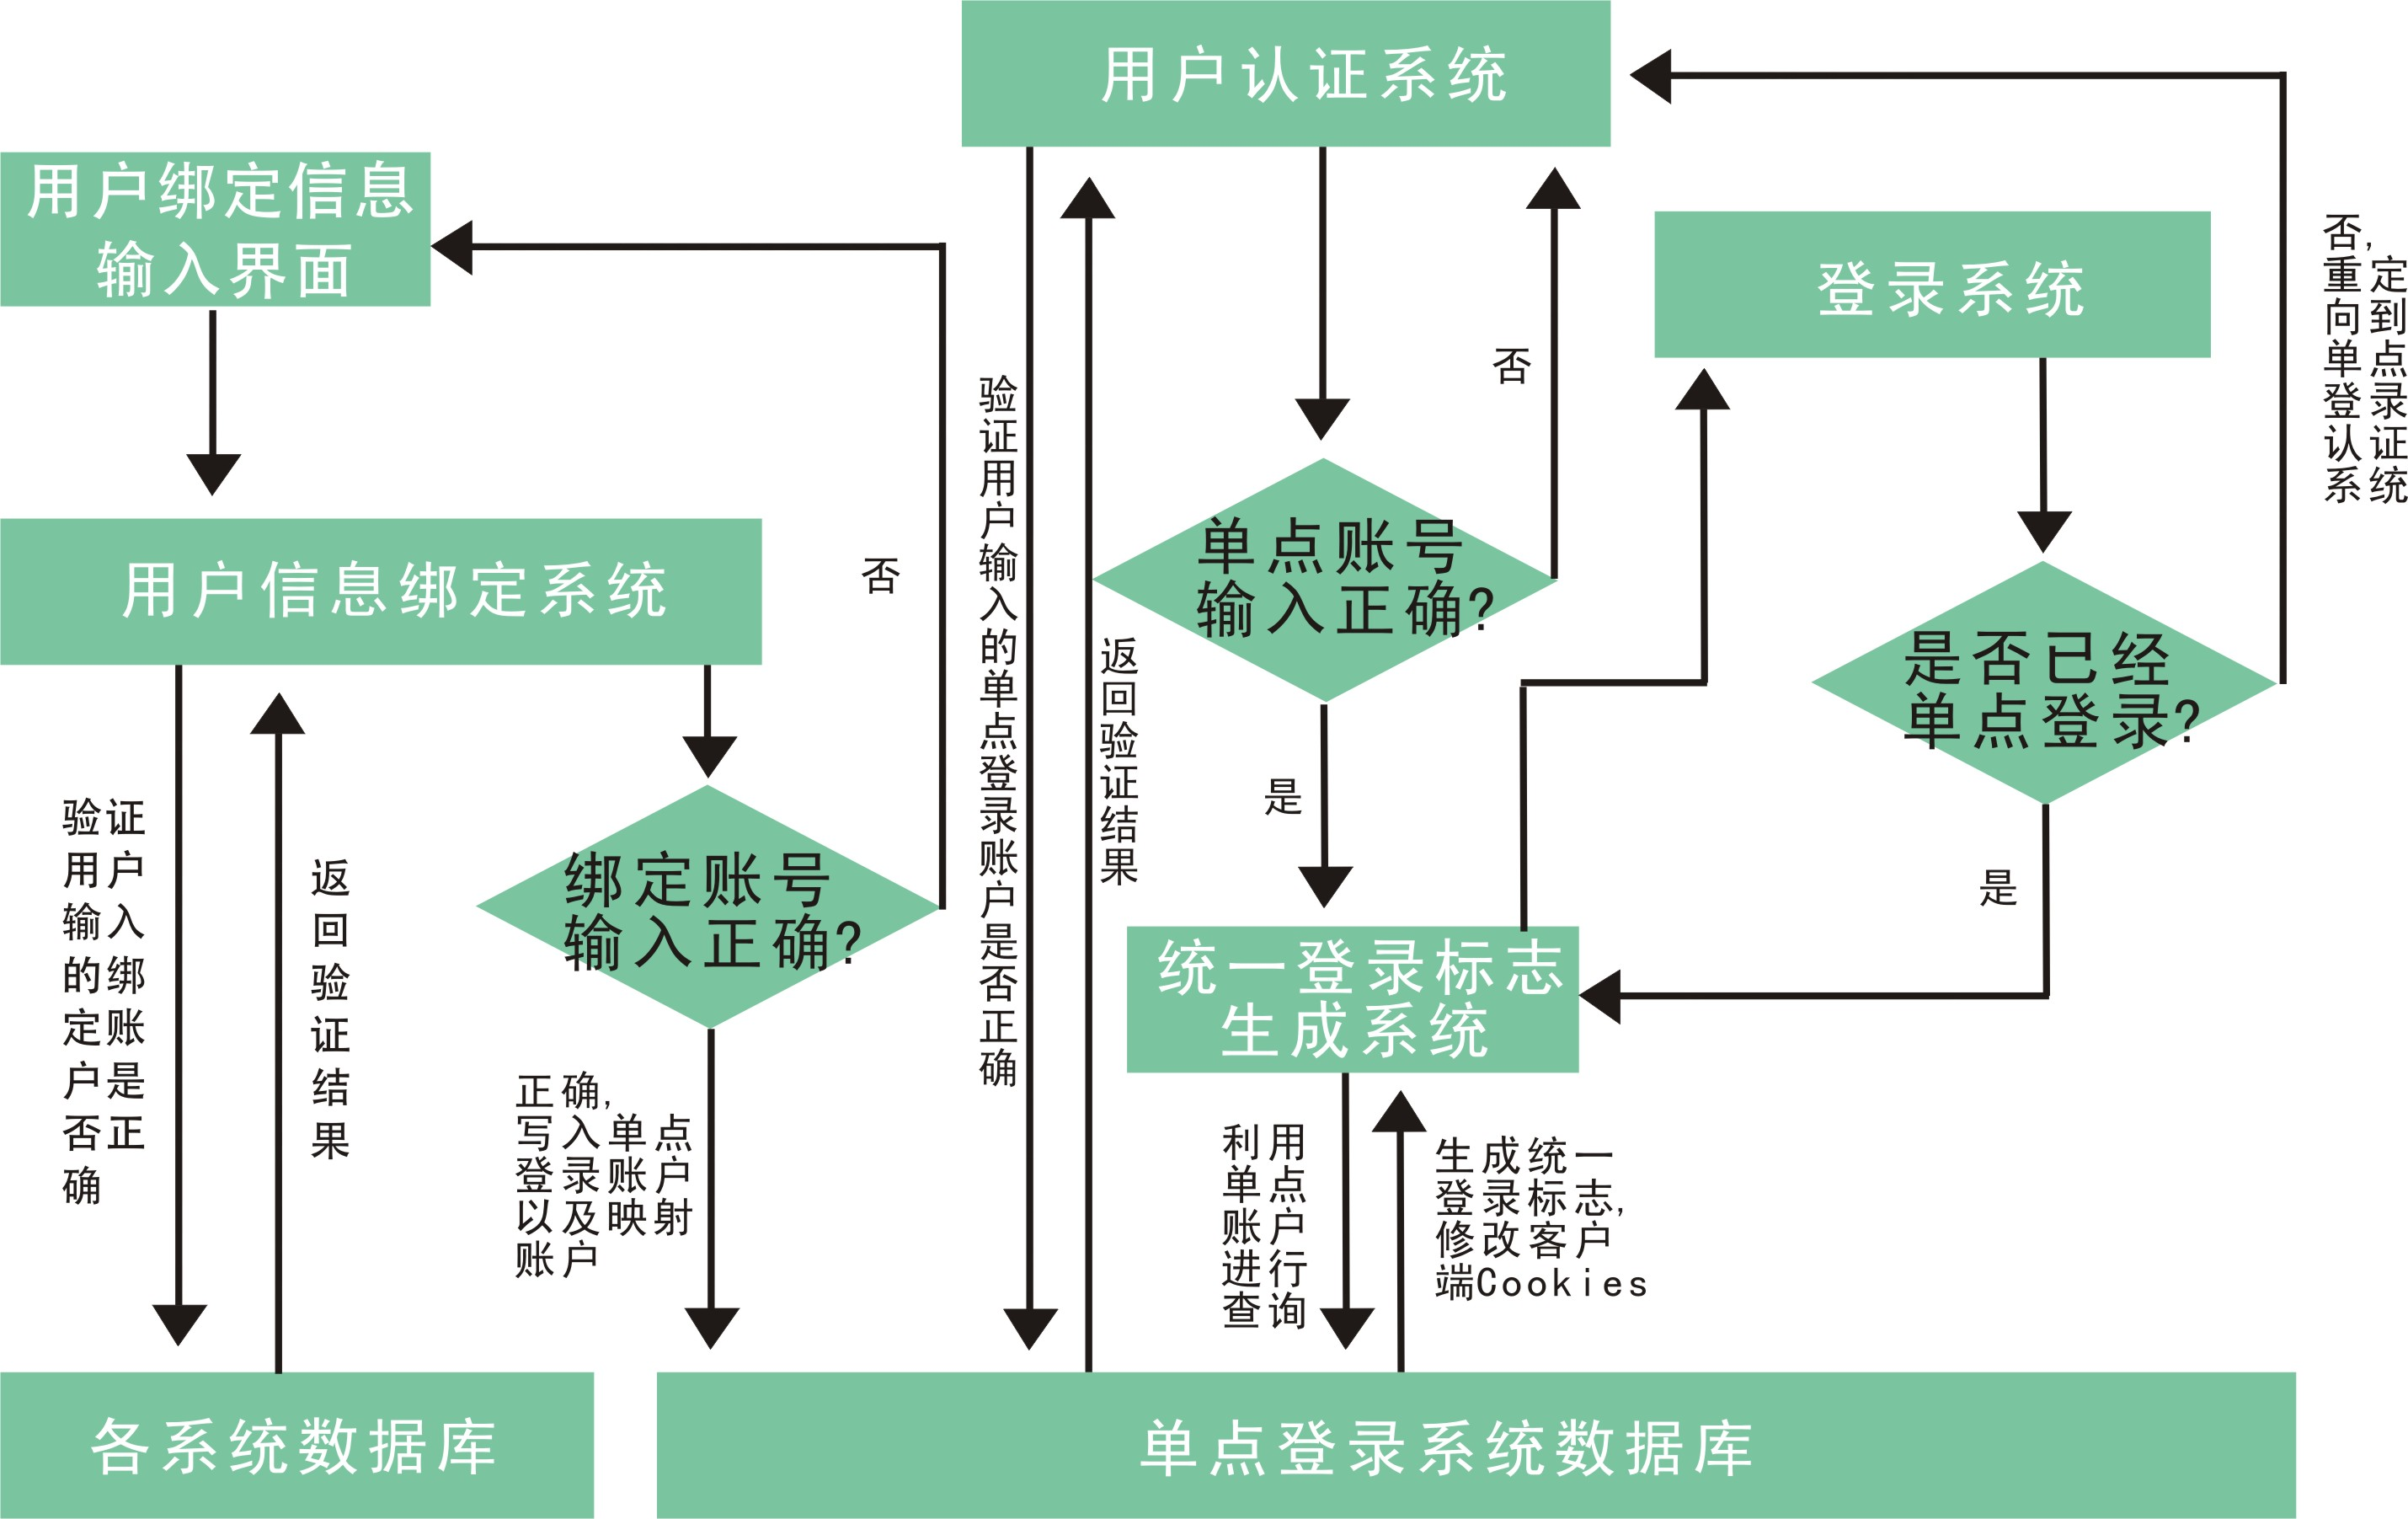 用户认证系统
用户绑定信息
输入界面
登录系统
否,
重定
向到
单点
登录
认证
系统
否
验证用户输入的单点登录账户是否正确
用户信息绑定系统
否
单点账号
输入正确?
返回验证结果
是否已经
单点登录?
是
验证
用户
输入
的绑
定账
户是
否正
确
返回验证结果
绑定账号
输入正确?
是
统一登录标志
生成系统
正确,
写入单点
登录账户
以及映射
账户
利用
单点
账户
进行
查询
生成统一
登录标志,
修改客户
端Cookies
各系统数据库
单点登录系统数据库